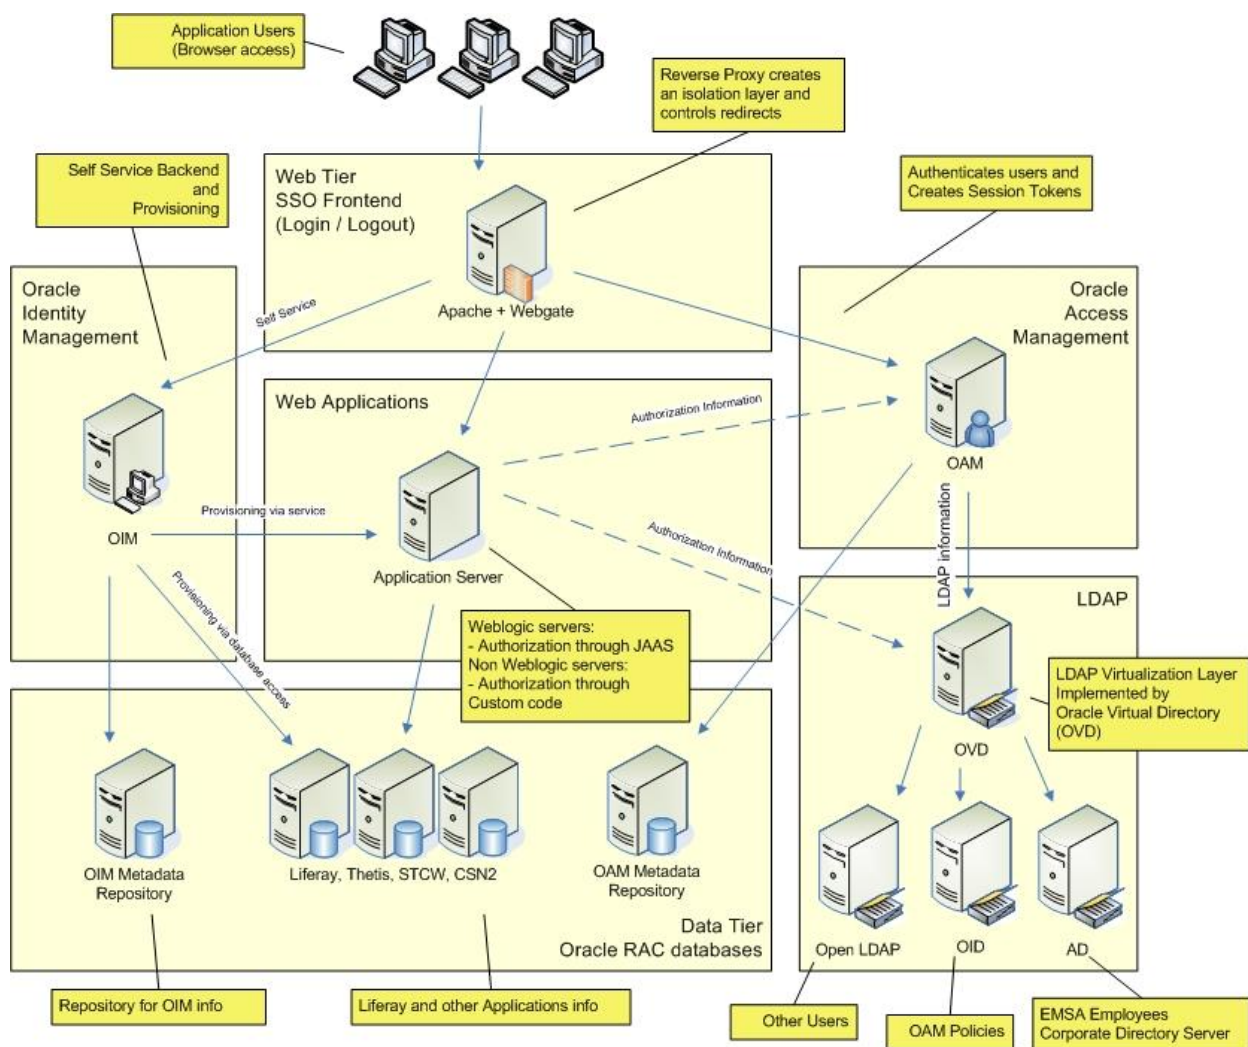 Application Users
(Browser access)
Reverse Proxy creates
an isolation layer and
controls redirects
Self Service Backend
and
Provisioning
Web Tier
SSO Frontend
(Login / Logout)
Authenticates users and
Creates Session Tokens
Oracle
Identity
Management
Apache + Webgate
Self Service
Oracle
Access
Management
Web Applications
Authorization Information
OAM
OIM
Provisioning via service
Application Server
Authorization Information
LDAP information
Provisioning via database access
Weblogic servers:
- Authorization through JAAS
Non Weblogic servers:
- Authorization through
Custom code
LDAP
LDAP Virtualization Layer
Implemented by
Oracle Virtual Directory
(OVD)
OVD
OIM Metadata
Repository
Liferay, Thetis, STCW, CSN2
OAM Metadata
Repository
Data Tier
Oracle RAC databases
Open LDAP
OID
AD
Repository for OIM info
Liferay and other Applications info
Other Users
OAM Policies
EMSA Employees
Corporate Directory Server